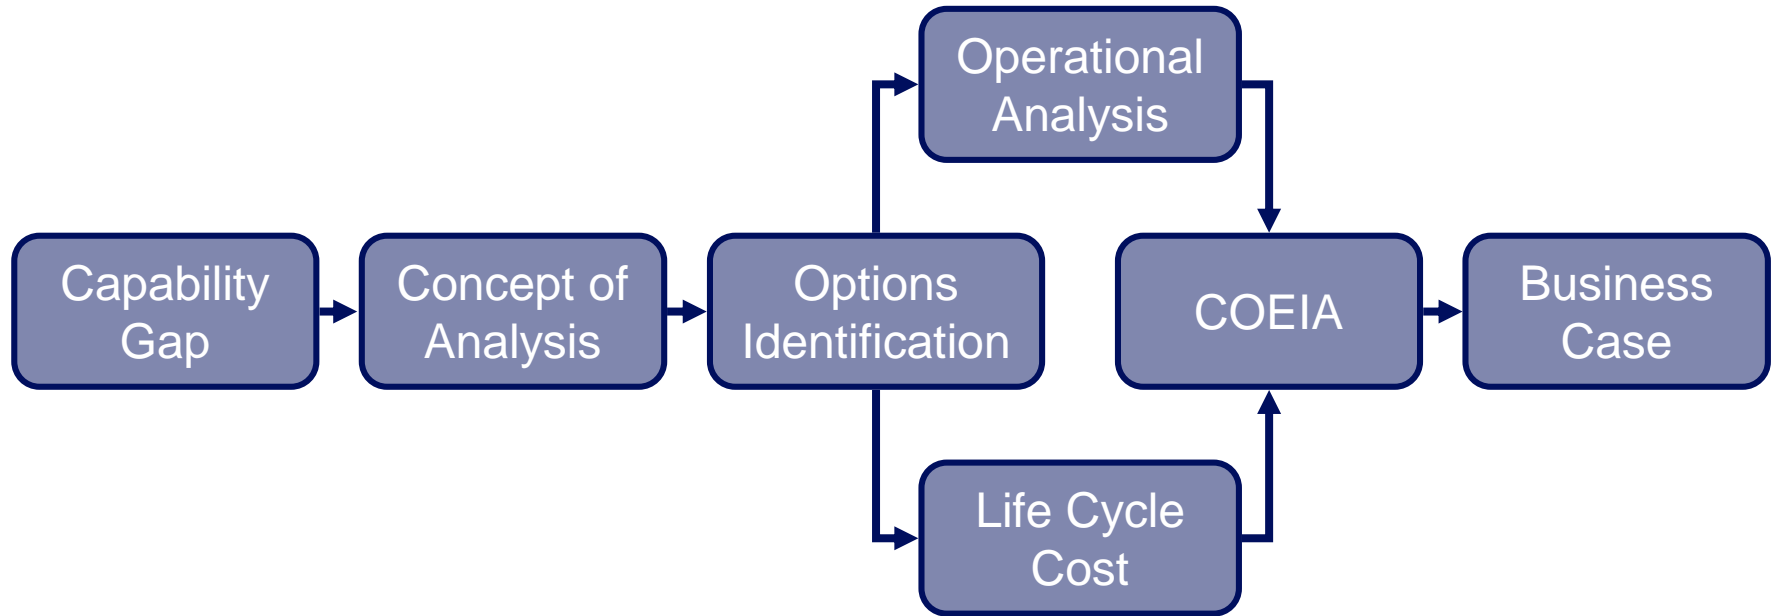 Capability
Gap
Concept of
Analysis
Options
Identification
Operational
Analysis
Life Cycle
Cost
COEIA
Business
Case